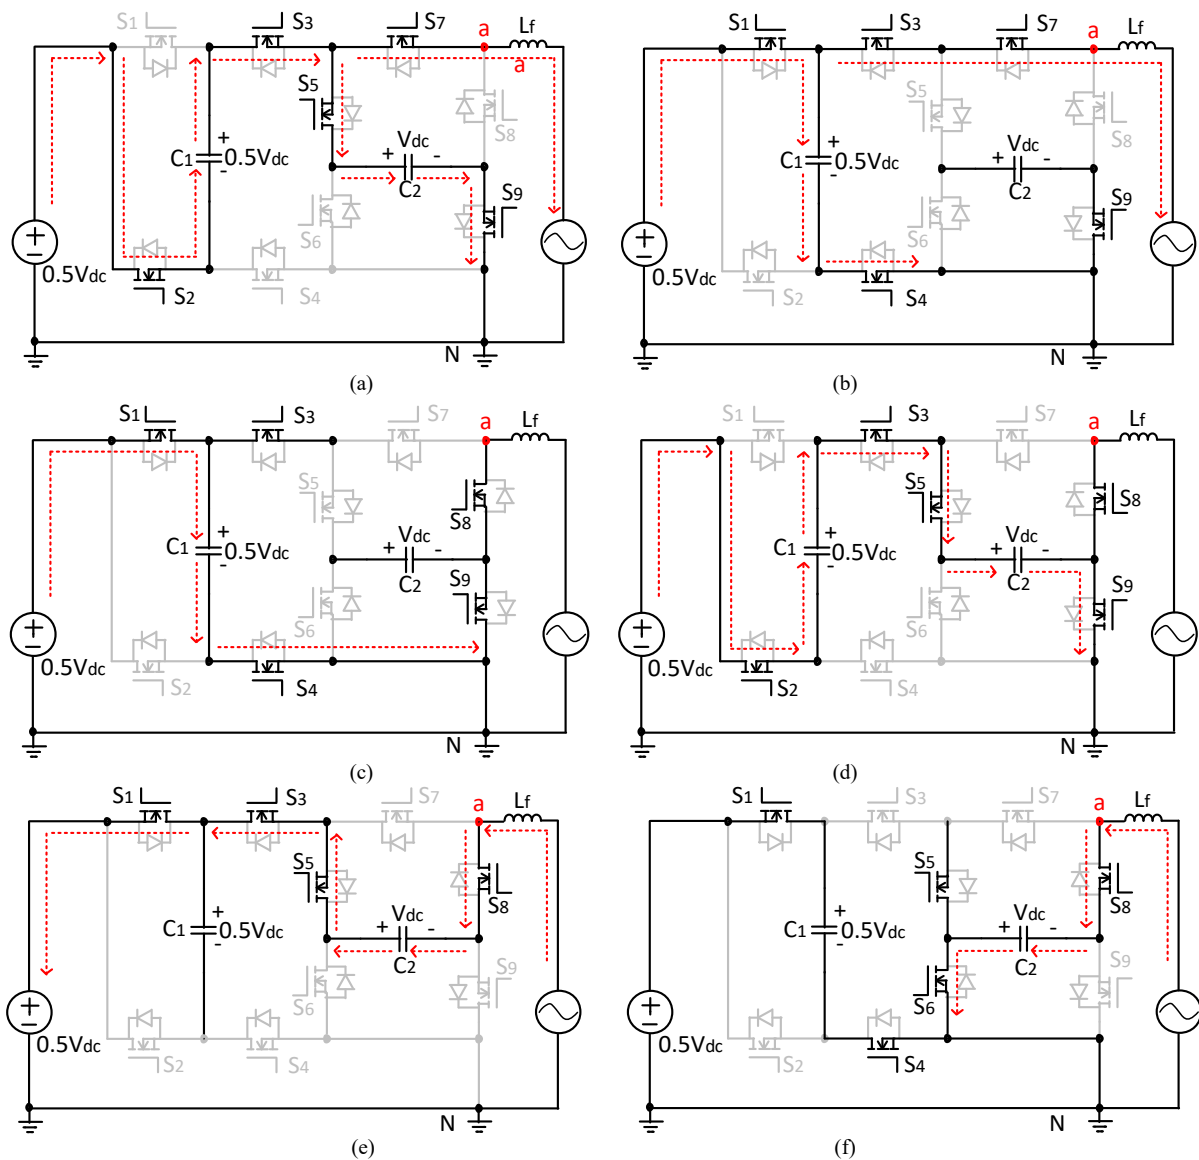 S1 S3 S7 a Lf
a
S5 S8
Vdc
+ -
C1 + 0.5Vdc -
C2
S9
S6
+ −
0.5Vdc
S2 S4
N
(a)
S1 S3 S7 a Lf
S5 S8
Vdc
+ -
C1 + 0.5Vdc -
C2
S9
S6
+ −
0.5Vdc
S2 S4
N
(b)
S1 S3 S7 a Lf
S5 S8
Vdc
+ -
C1 + 0.5Vdc -
C2
S9
S6
+ −
0.5Vdc
S2 S4
N
(c)
S1 S3 S7 a Lf
S5 S8
Vdc
+ -
C1 + 0.5Vdc -
C2
S9
S6
+ −
0.5Vdc
S2 S4
N
(d)
S1 S3 S7 a Lf
S5 S8
Vdc
+ -
C1 + 0.5Vdc -
C2
S9
S6
+ −
0.5Vdc
S2 S4
N
(e)
S1 S3 S7 a Lf
S5 S8
Vdc
+ -
C1 + 0.5Vdc -
C2
S9
S6
+ −
0.5Vdc
S2 S4
N
(f)